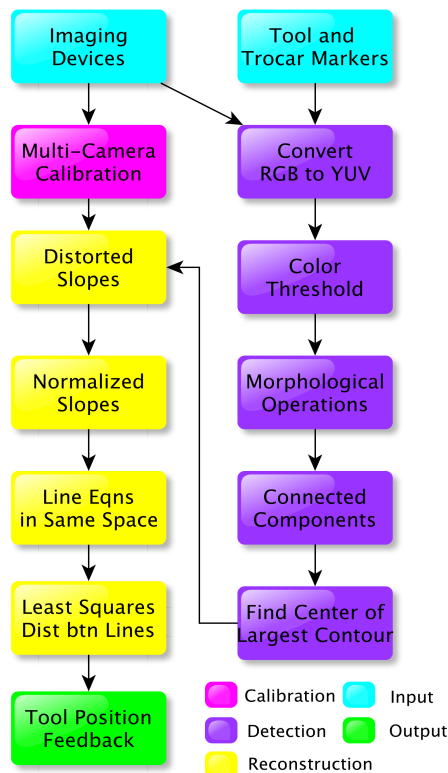 Imaging
Devices
Tool and
Trocar Markers
Multi-Camera
Calibration
Convert
RGB to YUV
Distorted
Slopes
Color
Threshold
Normalized
Slopes
Morphological
Operations
Line Eqns
in Same Space
Connected
Components
Least Squares
Dist btn Lines
Find Center of
Largest Contour
Tool Position
Feedback
Calibration
Input
Detection
Output
Reconstruction